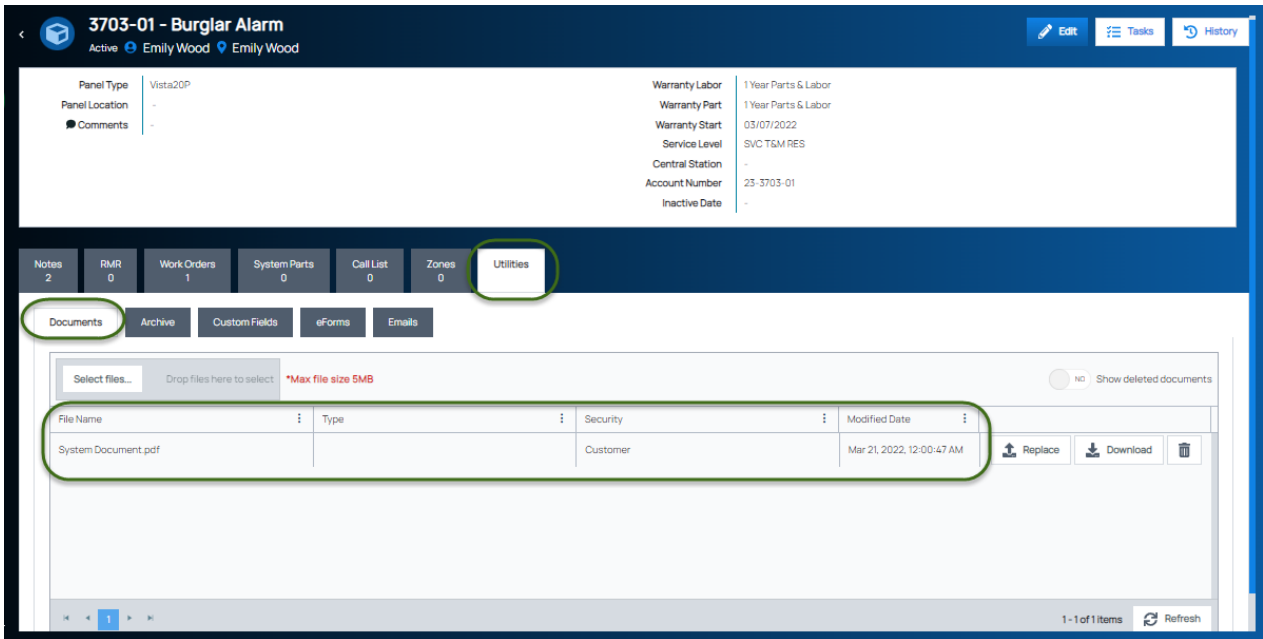 3703-01 - Burglar Alarm
Active Emily Wood Emily Wood
Edit
Tasks
History
Panel Type Vista20P
Panel Location -
Comments -
Warranty Labor 1 Year Parts & Labor
Warranty Part 1 Year Parts & Labor
Warranty Start 03/07/2022
Service Level SVC T&M RES
Central Station -
Account Number 23-3703-01
Inactive Date -
Notes RMR Work Orders System Parts Call List Zones Utilities
2 0 1 0 0 0
Documents Archive Custom Fields eForms Emails
Select files... Drop files here to select *Max file size 5MB NO Show deleted documents
File Name Type Security Modified Date
System Document.pdf Customer Mar 21, 2022, 12:00:47 AM Replace Download
1 1 - 1 of 1 items Refresh